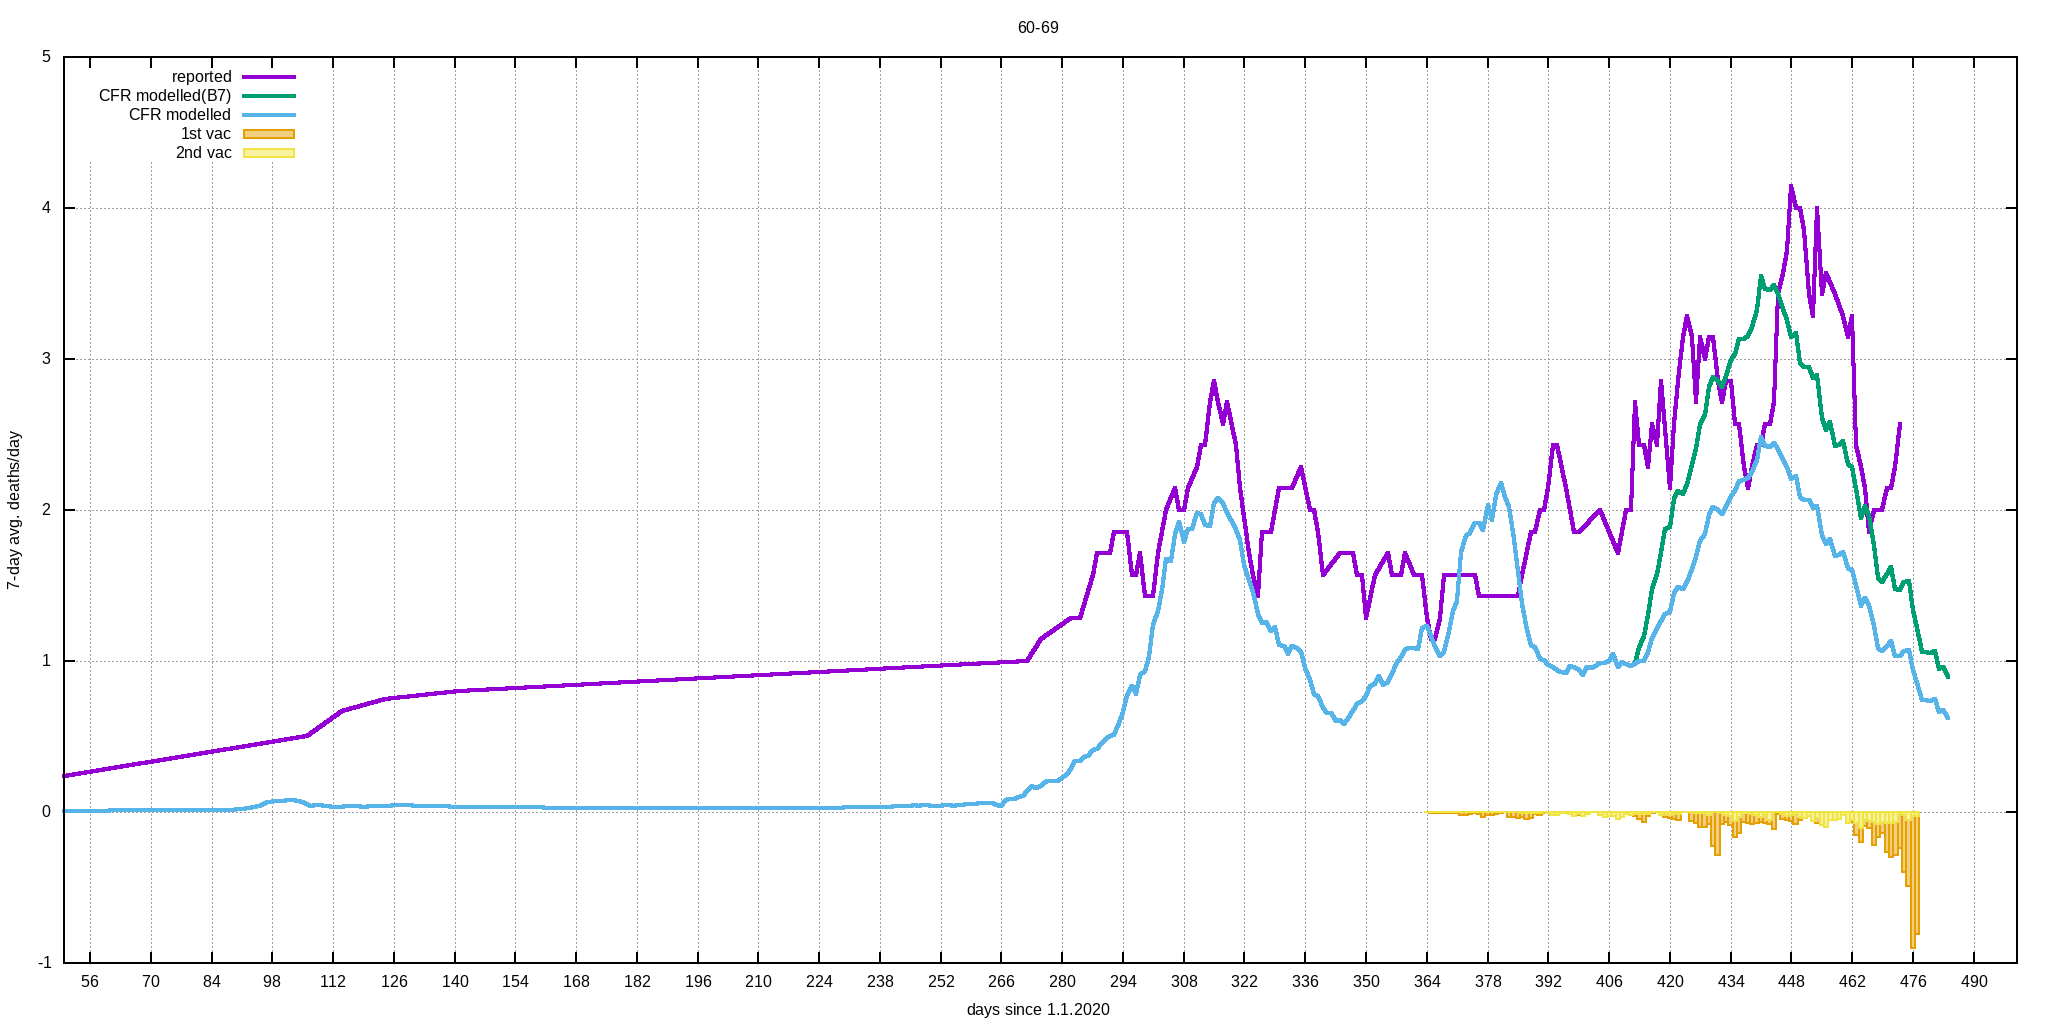 60-69
5
4
3
2
1
0
-1
7-day avg. deaths/day
reported
CFR modelled(B7)
CFR modelled
1st vac
2nd vac
56 70 84 98 112 126 140 154 168 182 196 210 224 238 252 266 280 294 308 322 336 350 364 378 392 406 420 434 448 462 476 490
days since 1.1.2020